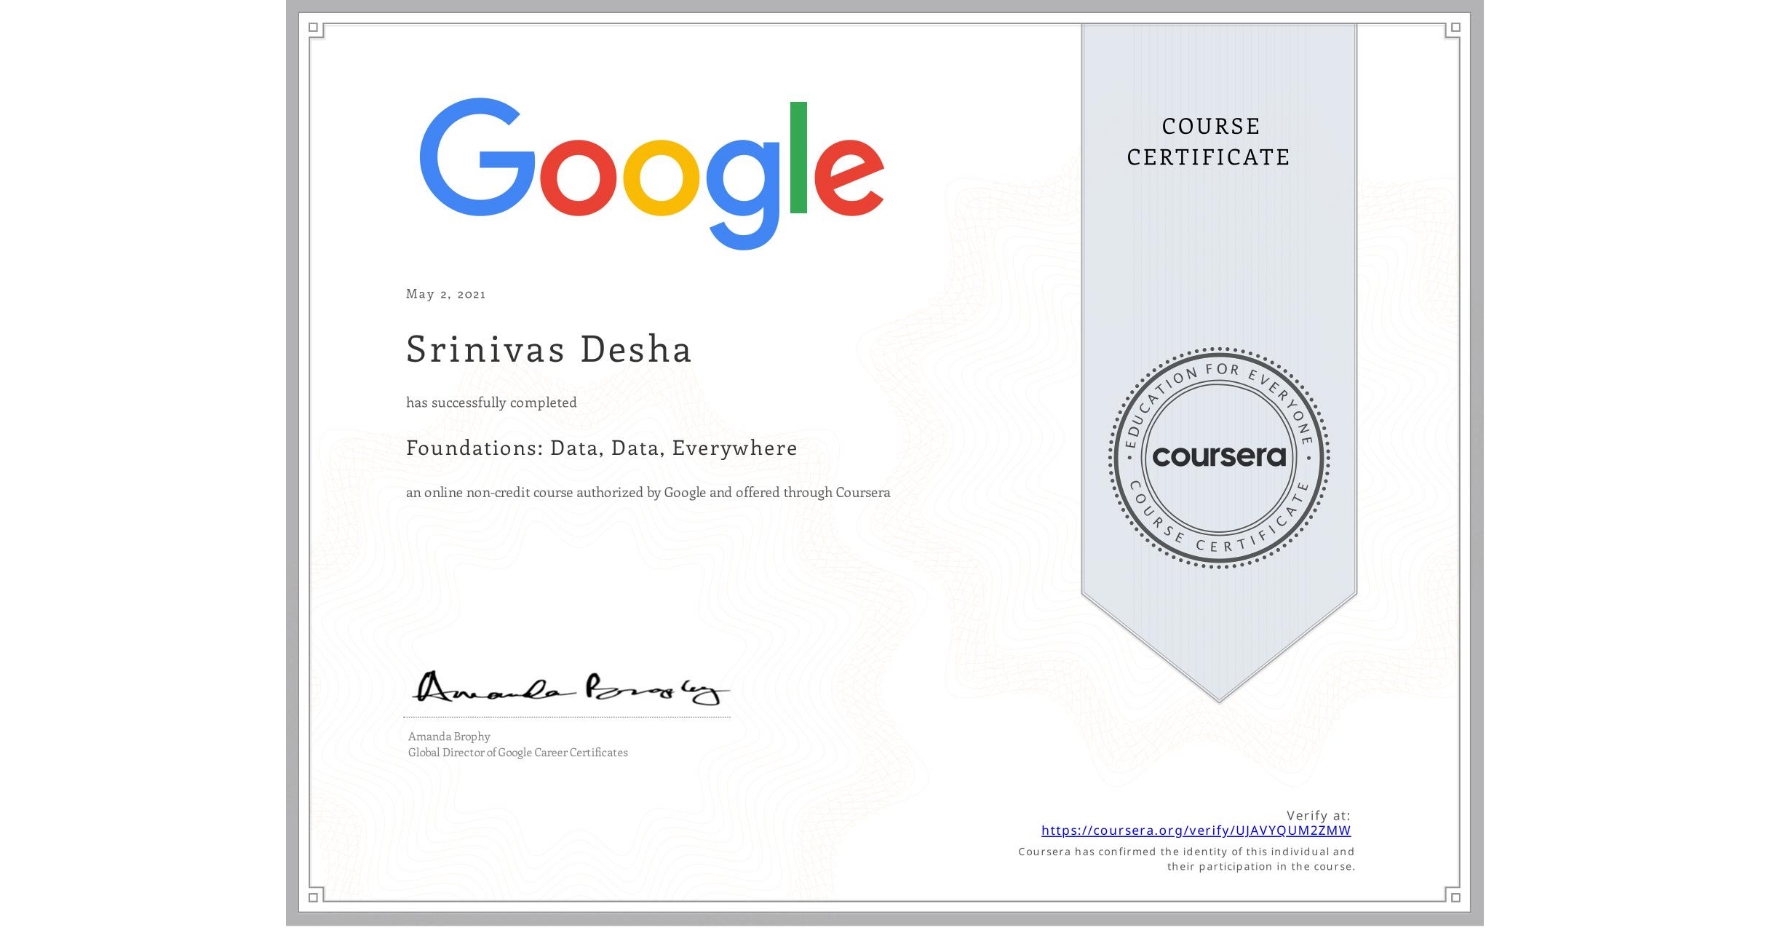 Google
COURSE
CERTIFICATE
May 2, 2021
Srinivas Desha
has successfully completed
Foundations: Data, Data, Everywhere
an online non-credit course authorized by Google and offered through Coursera
EDUCATION FOR EVERYONE
coursera
COURSE CERTIFICATE
Amanda Brophy
Amanda Brophy
Global Director of Google Career Certificates
Verify at:
https://coursera.org/verify/UJAVYQUM2ZMW
Coursera has confirmed the identity of this individual and
their participation in the course.